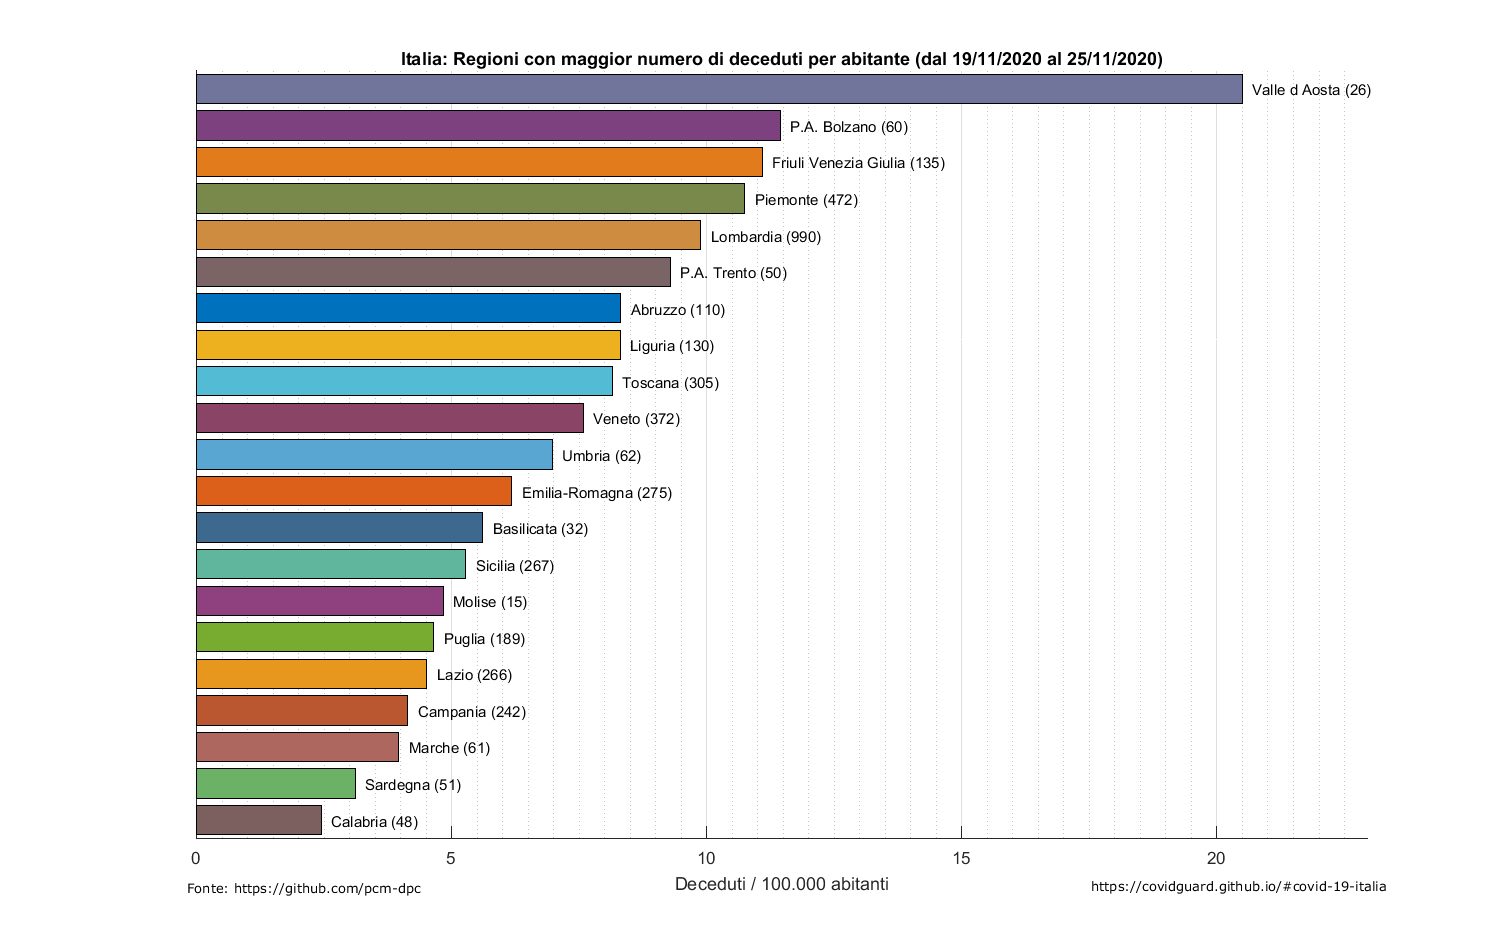 Italia: Regioni con maggior numero di deceduti per abitante (dal 19/11/2020 al 25/11/2020)
Valle d Aosta (26)
P.A. Bolzano (60)
Friuli Venezia Giulia (135)
Piemonte (472)
Lombardia (990)
P.A. Trento (50)
Abruzzo (110)
Liguria (130)
Toscana (305)
Veneto (372)
Umbria (62)
Emilia-Romagna (275)
Basilicata (32)
Sicilia (267)
Molise (15)
Puglia (189)
Lazio (266)
Campania (242)
Marche (61)
Sardegna (51)
Calabria (48)
0 5 10 15 20
Deceduti / 100.000 abitanti
Fonte: https://github.com/pcm-dpc
https://covidguard.github.io/#covid-19-italia